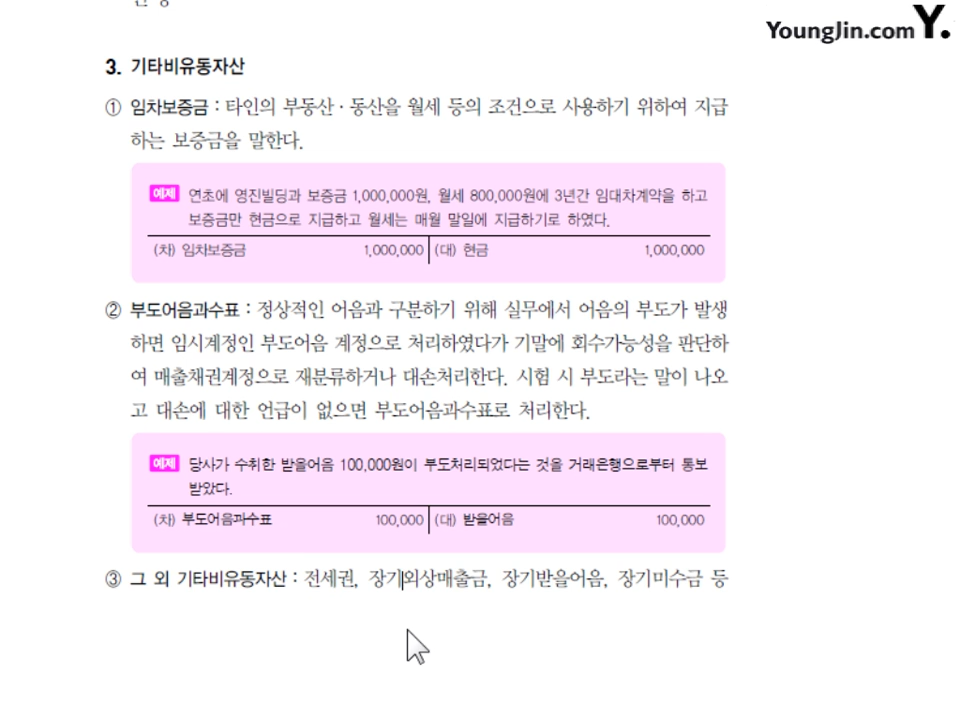 YoungJin.com Y.
3. 기타비유동자산
① 임차보증금 : 타인의 부동산·동산을 월세 등의 조건으로 사용하기 위하여 지급
하는 보증금을 말한다.
예제 연초에 영진빌딩과 보증금 1,000,000원, 월세 800,000원에 3년간 임대차계약을 하고
보증금만 현금으로 지급하고 월세는 매월 말일에 지급하기로 하였다.
(차) 임차보증금 1,000,000 (대) 현금 1,000,000
② 부도어음과수표 : 정상적인 어음과 구분하기 위해 실무에서 어음의 부도가 발생
하면 임시계정인 부도어음 계정으로 처리하였다가 기말에 회수가능성을 판단하
여 매출채권계정으로 재분류하거나 대손처리한다. 시험 시 부도라는 말이 나오
고 대손에 대한 언급이 없으면 부도어음과수표로 처리한다.
예제 당사가 수취한 받을어음 100,000원이 부도처리되었다는 것을 거래은행으로부터 통보
받았다.
(차) 부도어음과수표 100,000 (대) 받을어음 100,000
③ 그 외 기타비유동자산 : 전세권, 장기외상매출금, 장기받을어음, 장기미수금 등